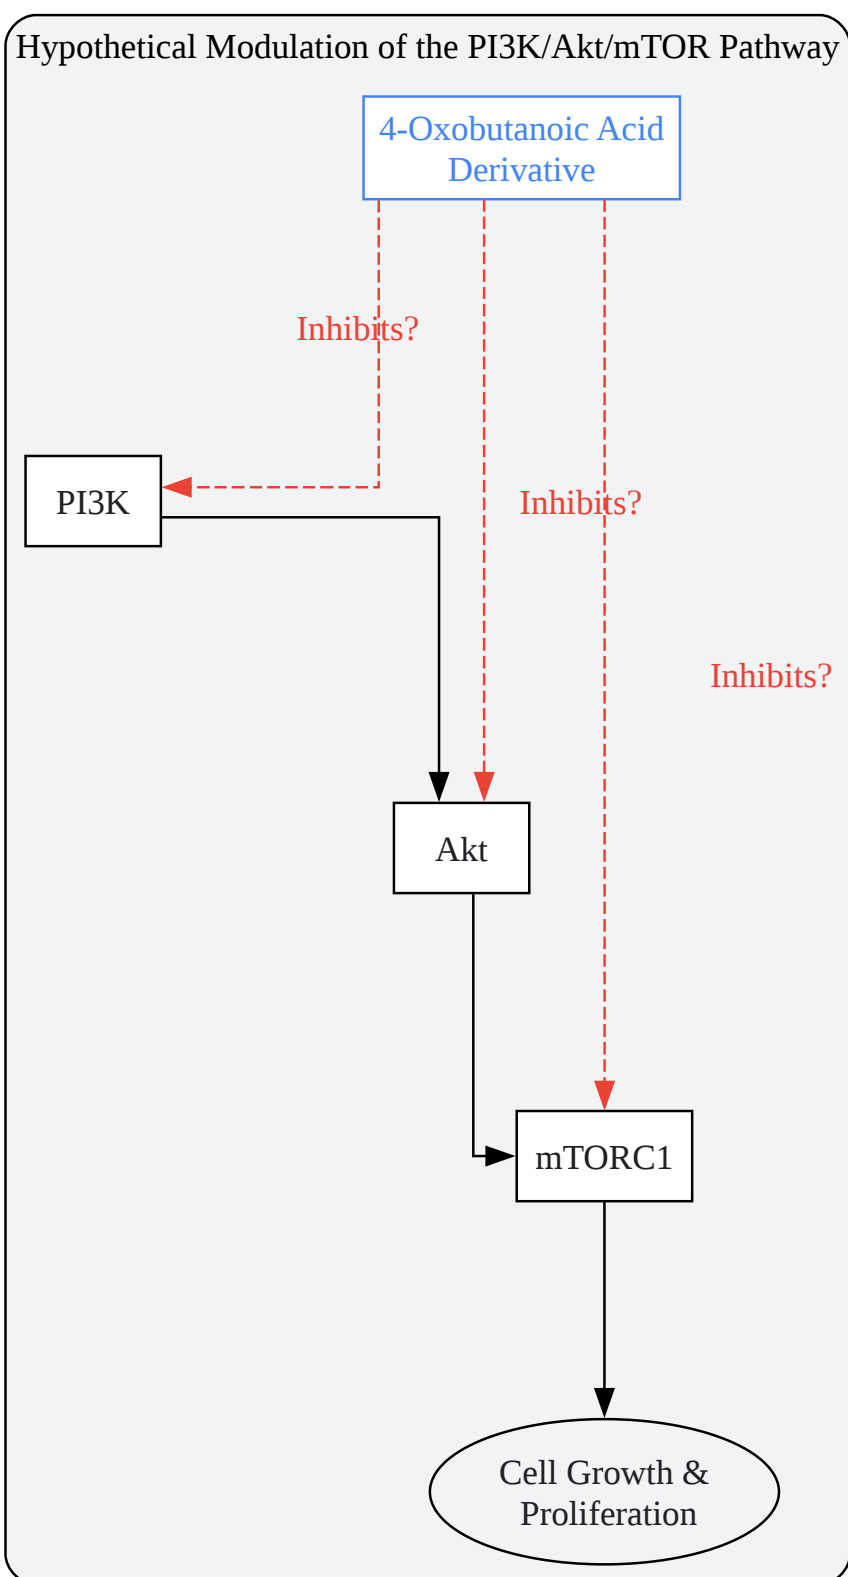 Hypothetical Modulation of the PI3K/Akt/mTOR Pathway
4-Oxobutanoic Acid
Derivative
Inhibits?
PI3K
Inhibits?
Inhibits?
Akt
mTORC1
Cell Growth &
Proliferation